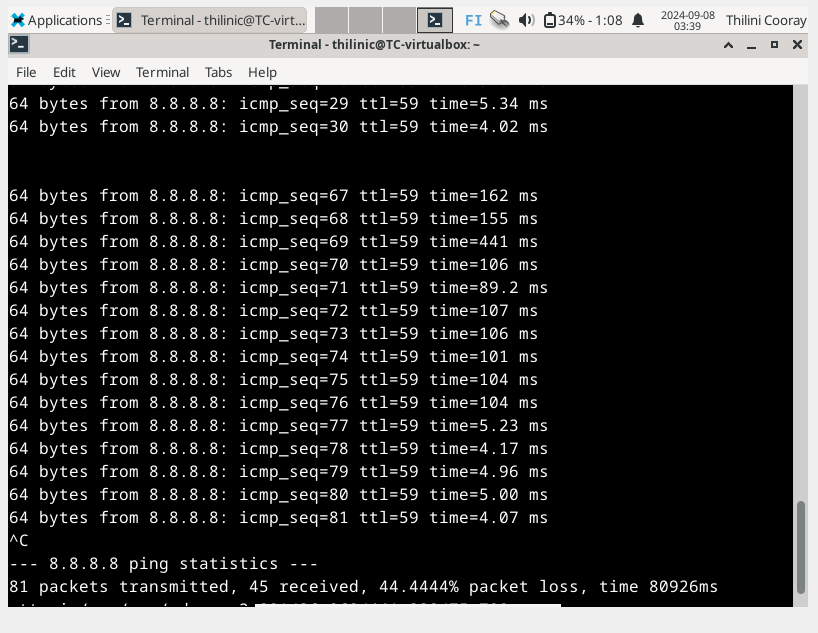 Applications
Terminal - thilinic@TC-virt...
FI
34% - 1:08
2024-09-08
03:39
Thilini Cooray
Terminal - thilinic@TC-virtualbox: ~
File Edit View Terminal Tabs Help
64 bytes from 8.8.8.8: icmp_seq=29 ttl=59 time=5.34 ms
64 bytes from 8.8.8.8: icmp_seq=30 ttl=59 time=4.02 ms
64 bytes from 8.8.8.8: icmp_seq=67 ttl=59 time=162 ms
64 bytes from 8.8.8.8: icmp_seq=68 ttl=59 time=155 ms
64 bytes from 8.8.8.8: icmp_seq=69 ttl=59 time=441 ms
64 bytes from 8.8.8.8: icmp_seq=70 ttl=59 time=106 ms
64 bytes from 8.8.8.8: icmp_seq=71 ttl=59 time=89.2 ms
64 bytes from 8.8.8.8: icmp_seq=72 ttl=59 time=107 ms
64 bytes from 8.8.8.8: icmp_seq=73 ttl=59 time=106 ms
64 bytes from 8.8.8.8: icmp_seq=74 ttl=59 time=101 ms
64 bytes from 8.8.8.8: icmp_seq=75 ttl=59 time=104 ms
64 bytes from 8.8.8.8: icmp_seq=76 ttl=59 time=104 ms
64 bytes from 8.8.8.8: icmp_seq=77 ttl=59 time=5.23 ms
64 bytes from 8.8.8.8: icmp_seq=78 ttl=59 time=4.17 ms
64 bytes from 8.8.8.8: icmp_seq=79 ttl=59 time=4.96 ms
64 bytes from 8.8.8.8: icmp_seq=80 ttl=59 time=5.00 ms
64 bytes from 8.8.8.8: icmp_seq=81 ttl=59 time=4.07 ms
^C
--- 8.8.8.8 ping statistics ---
81 packets transmitted, 45 received, 44.4444% packet loss, time 80926ms